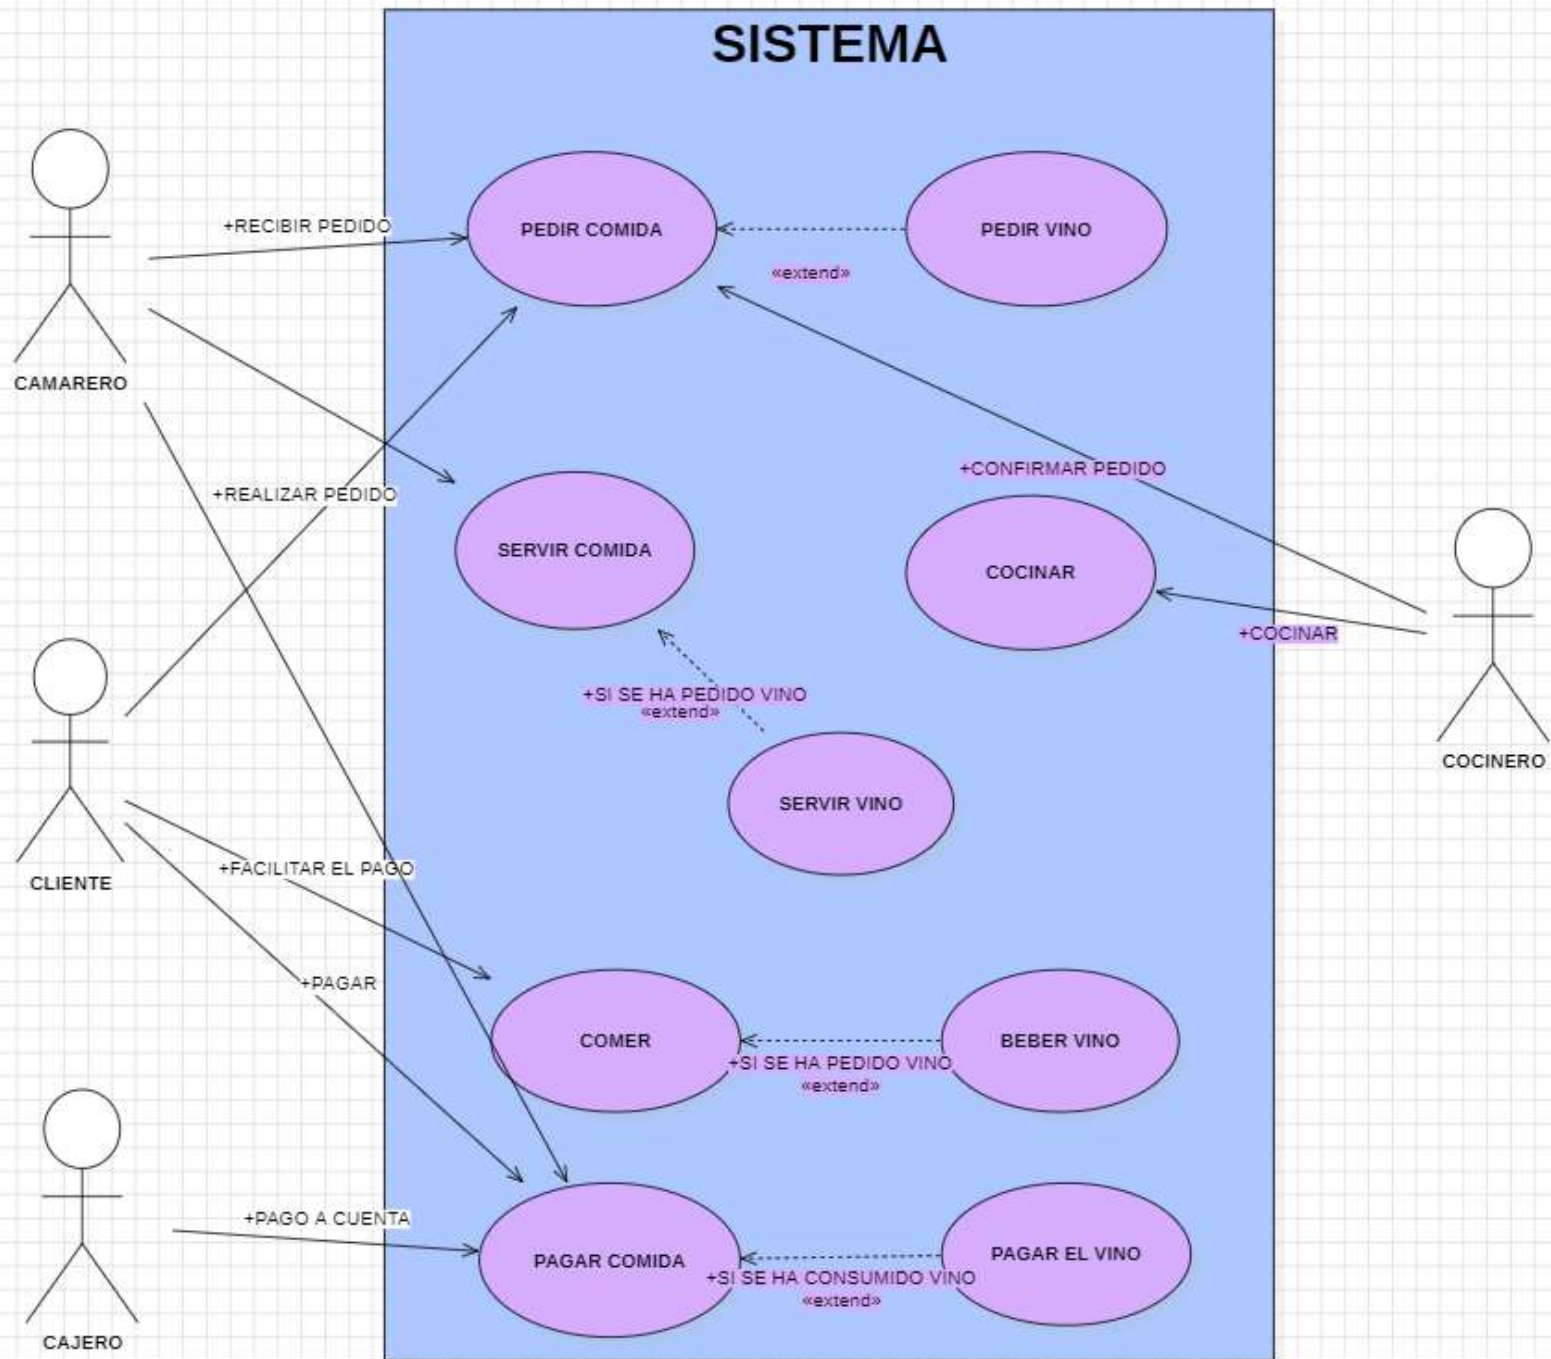 SISTEMA
+RECIBIR PEDIDO
PEDIR COMIDA
PEDIR VINO
«extend»
CAMARERO
+REALIZAR PEDIDO
+CONFIRMAR PEDIDO
SERVIR COMIDA
COCINAR
+COCINAR
+SI SE HA PEDIDO VINO
«extend»
COCINERO
SERVIR VINO
+FACILITAR EL PAGO
CLIENTE
+PAGAR
COMER
BEBER VINO
+SI SE HA PEDIDO VINO
«extend»
+PAGO A CUENTA
PAGAR COMIDA
PAGAR EL VINO
+SI SE HA CONSUMIDO VINO
«extend»
CAJERO